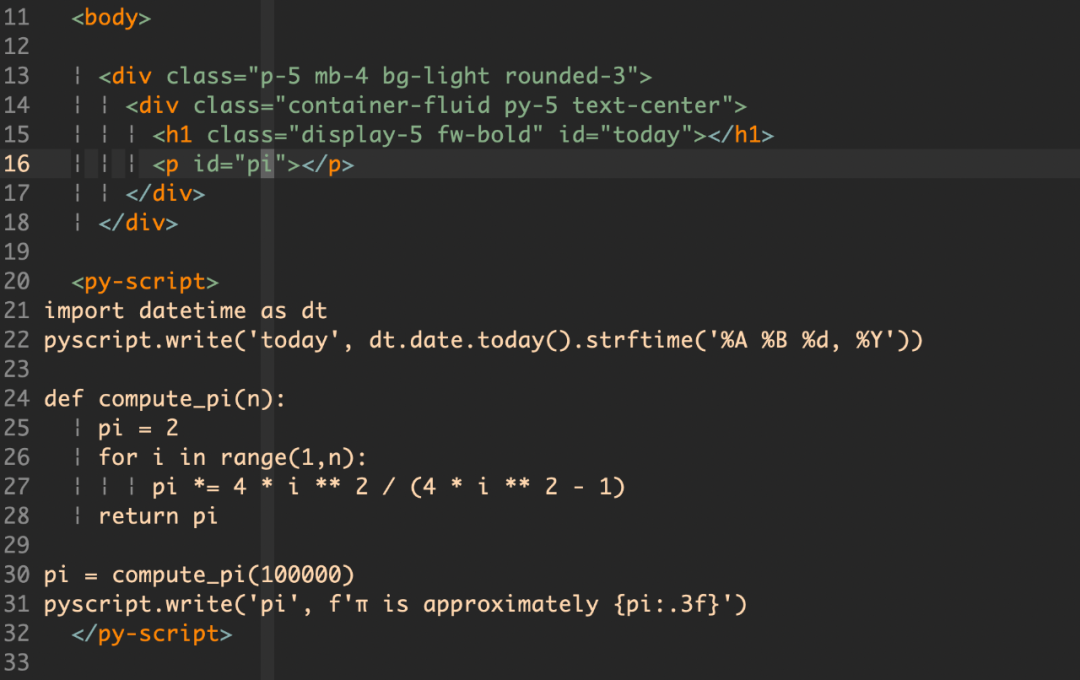 11 <body>
12
13 <div class="p-5 mb-4 bg-light rounded-3">
14 <div class="container-fluid py-5 text-center">
15 <h1 class="display-5 fw-bold" id="today"></h1>
16 <p id="pi"></p>
17 </div>
18 </div>
19
20 <py-script>
21 import datetime as dt
22 pyscript.write('today', dt.date.today().strftime('%A %B %d, %Y'))
23
24 def compute_pi(n):
25 pi = 2
26 for i in range(1,n):
27 pi *= 4 * i ** 2 / (4 * i ** 2 - 1)
28 return pi
29
30 pi = compute_pi(100000)
31 pyscript.write('pi', f'π is approximately {pi:.3f}')
32 </py-script>
33